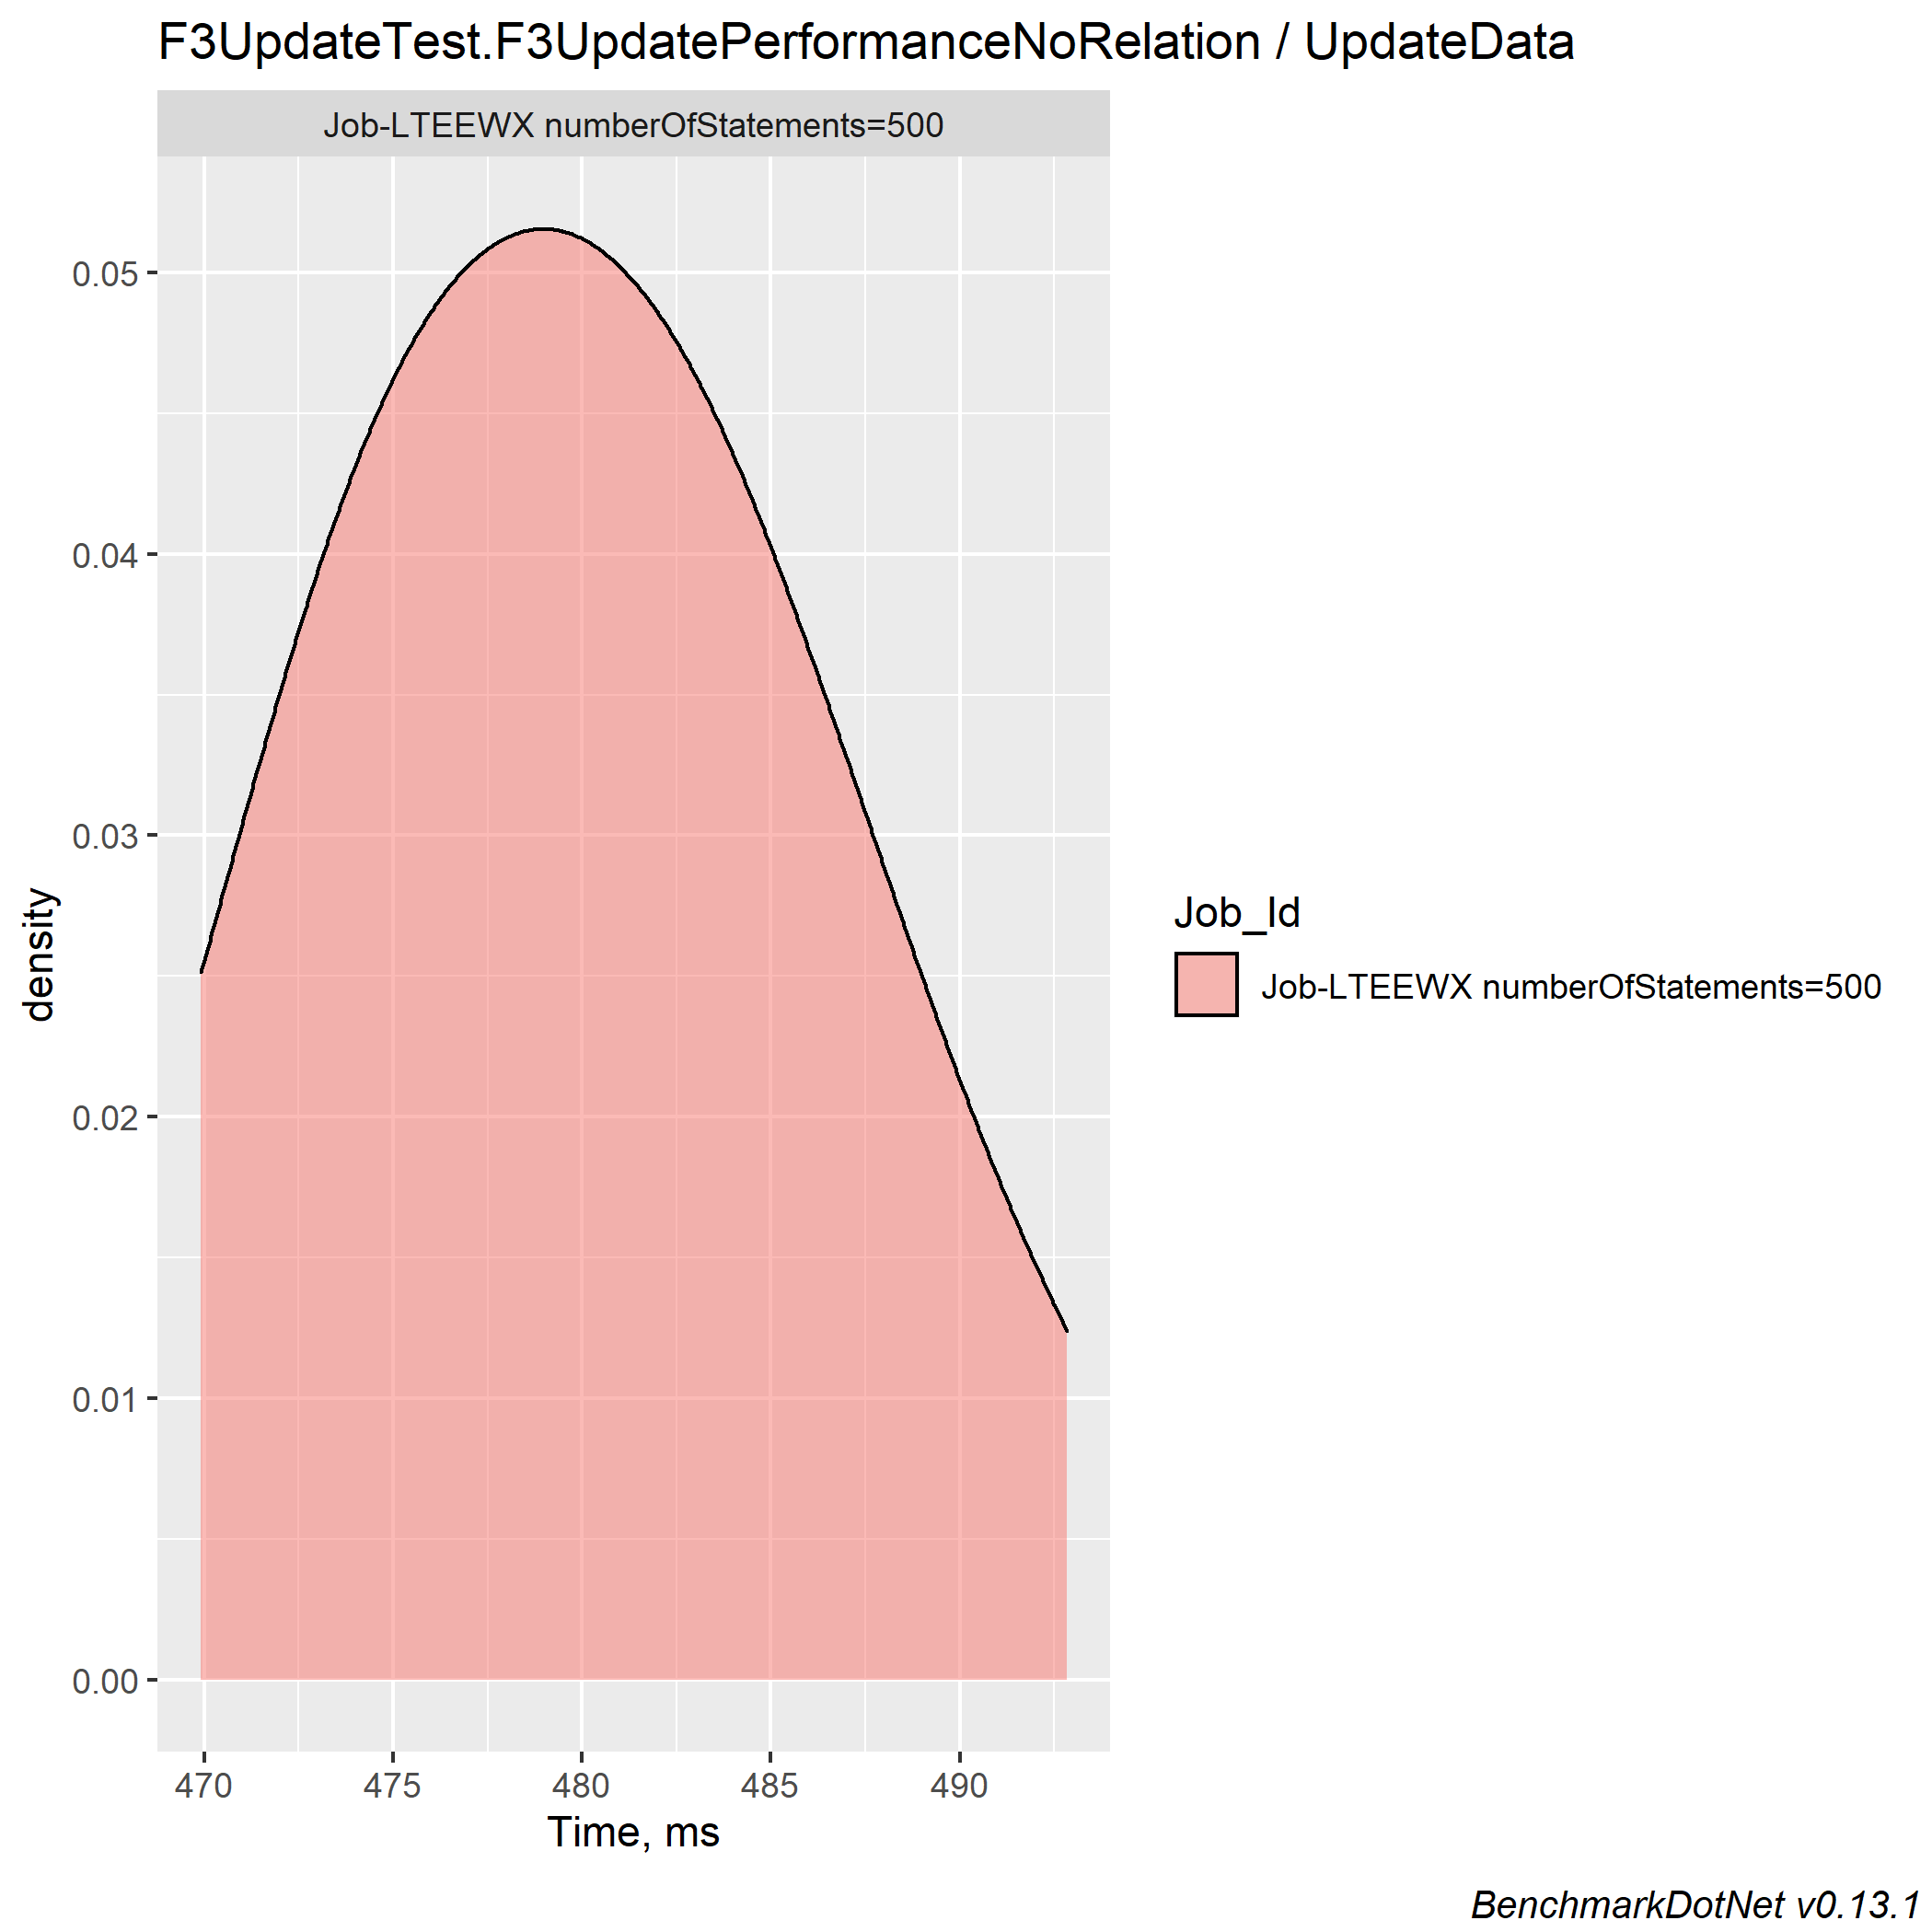 F3UpdateTest.F3UpdatePerformanceNoRelation / UpdateData
Job-LTEEWX numberOfStatements=500
0.05
0.04
0.03
0.02
0.01
0.00
density
470 475 480 485 490
Time, ms
Job_Id
Job-LTEEWX numberOfStatements=500
BenchmarkDotNet v0.13.1